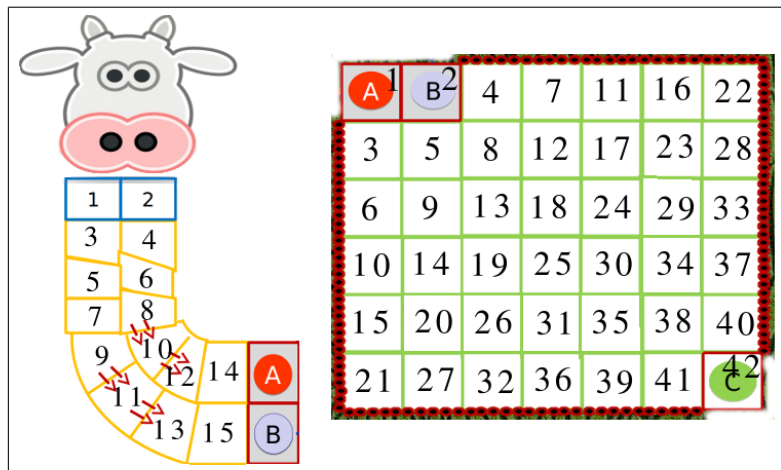 1 2
3 4
5 6
7 8
9 10
11 12 14 A
13 15 B
A 1 B 2 4 7 11 16 22
3 5 8 12 17 23 28
6 9 13 18 24 29 33
10 14 19 25 30 34 37
15 20 26 31 35 38 40
21 27 32 36 39 41 C 42